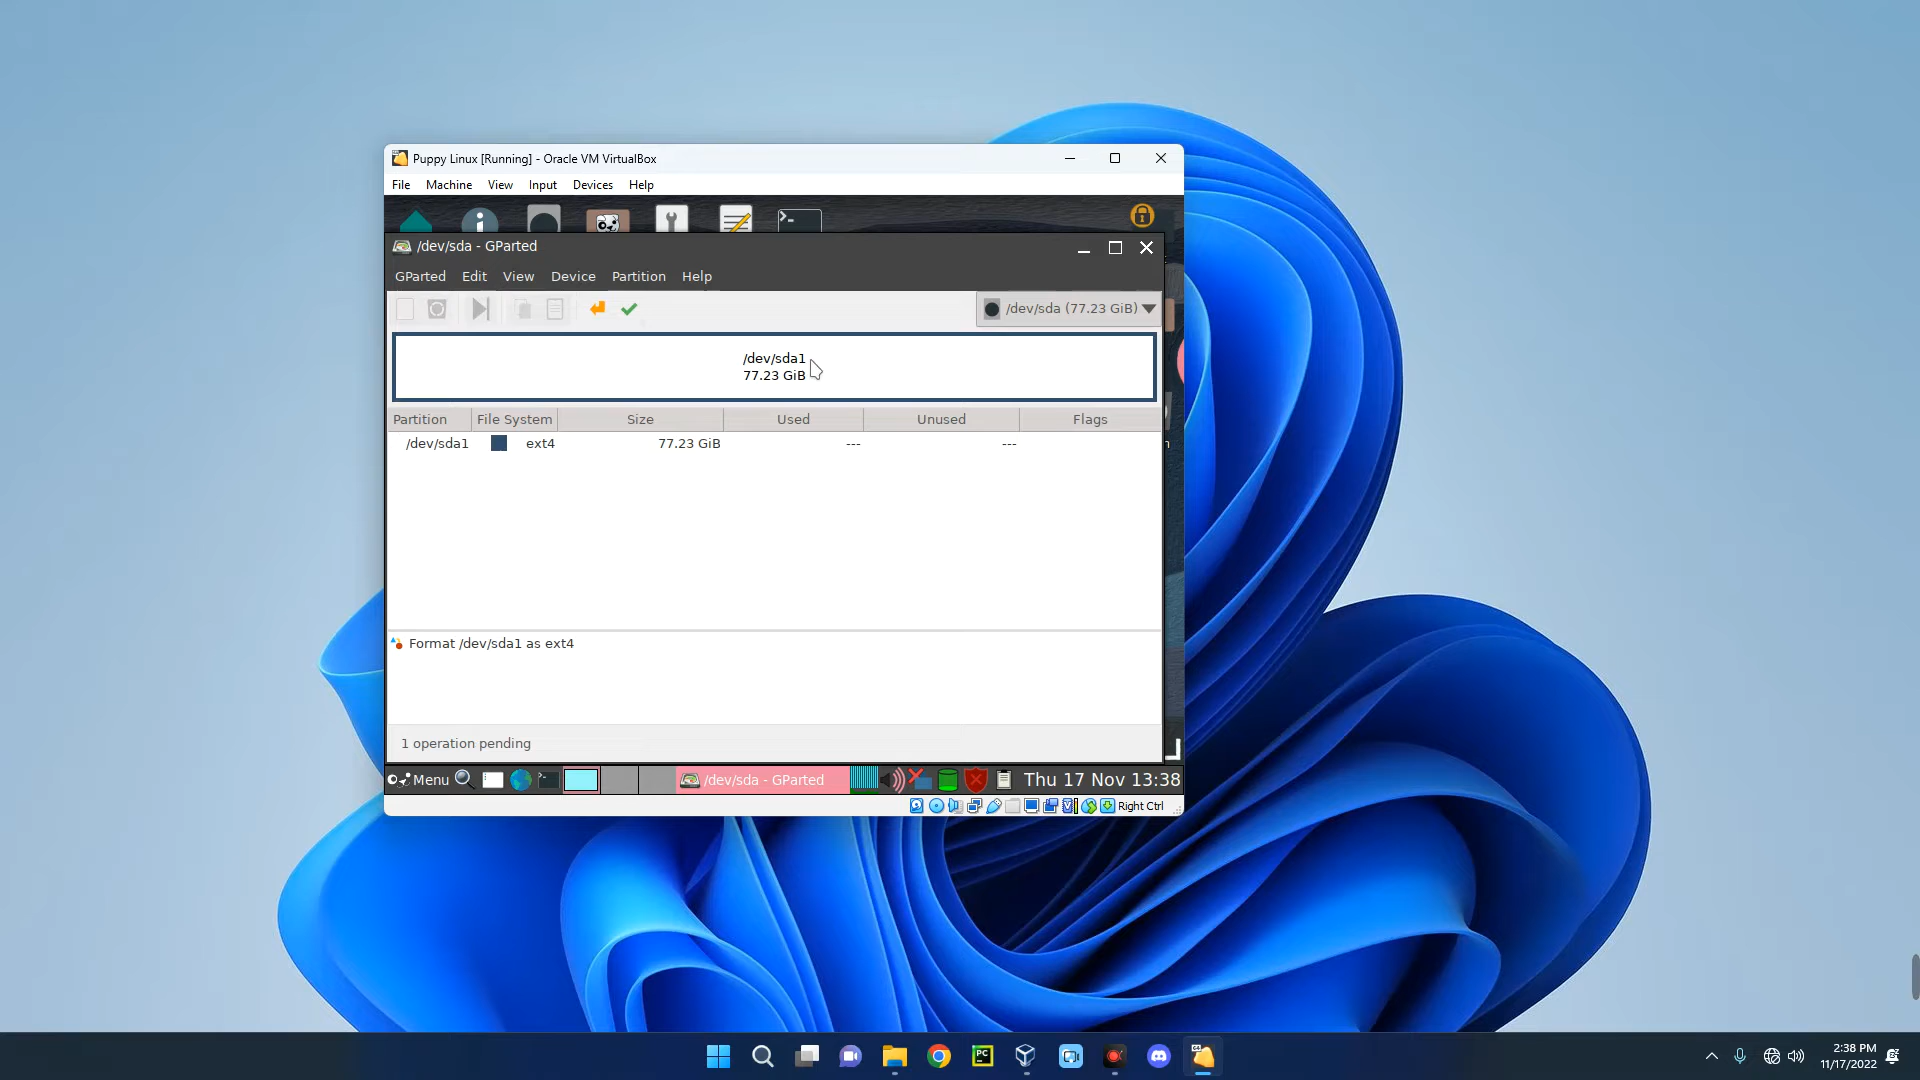 Puppy Linux [Running] - Oracle VM VirtualBox
File Machine View Input Devices Help
/dev/sda - GParted
GParted Edit View Device Partition Help
/dev/sda (77.23 GiB)
/dev/sda1
77.23 GiB
Partition File System Size Used Unused Flags
/dev/sda1 ext4 77.23 GiB --- ---
Format /dev/sda1 as ext4
1 operation pending
Menu /dev/sda - GParted Thu 17 Nov 13:38
Right Ctrl
PC
2:38 PM
11/17/2022